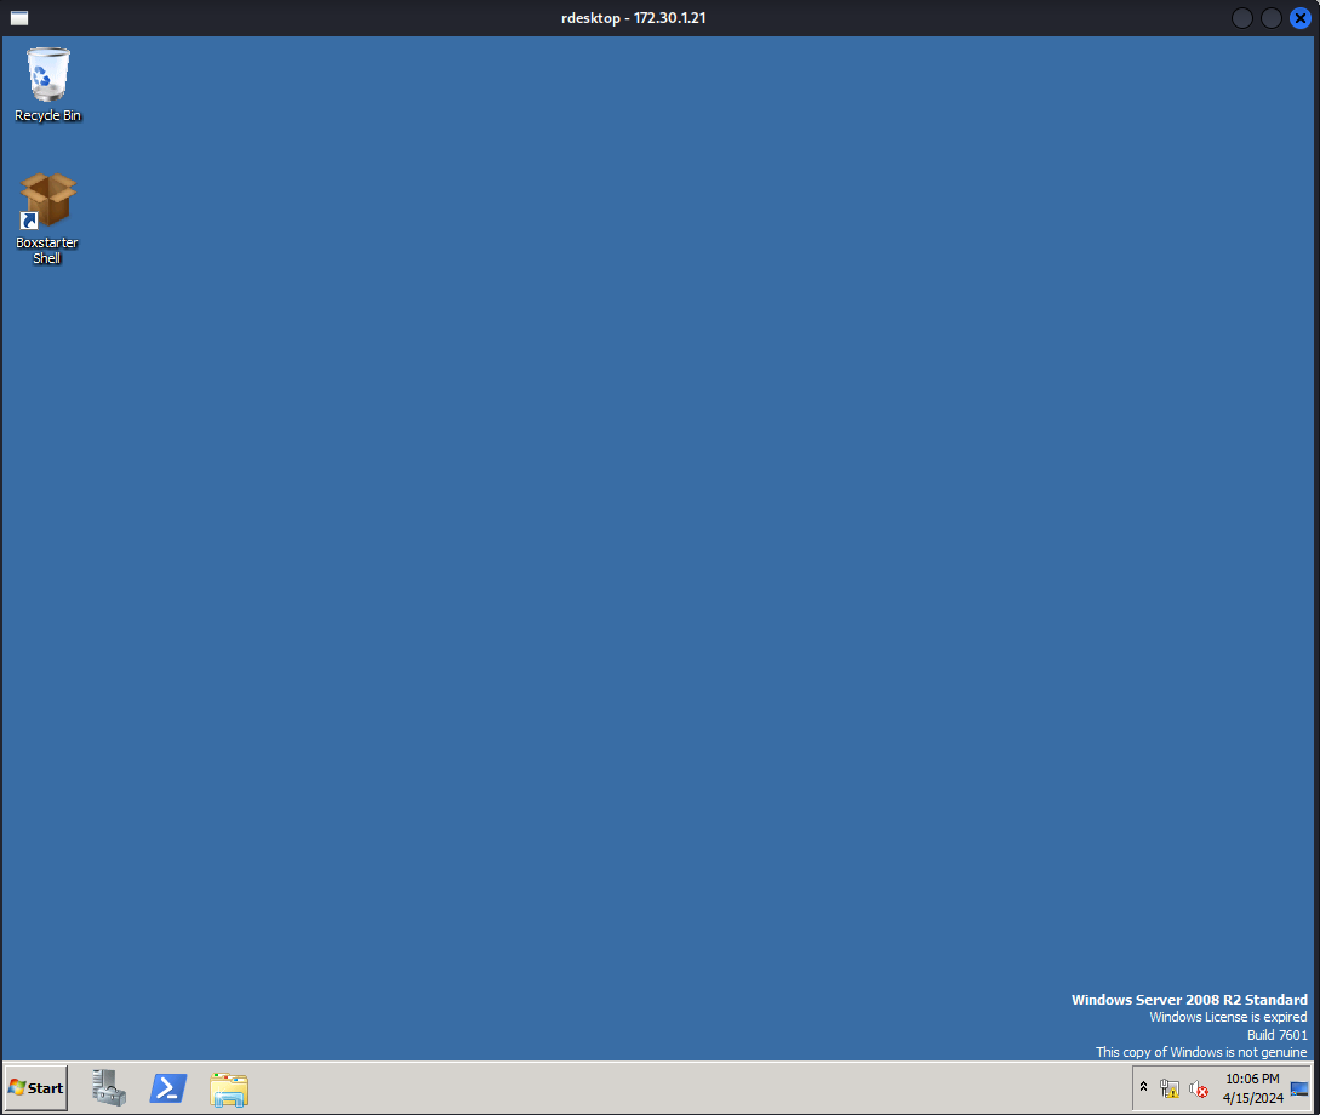 rdesktop - 172.30.1.21
Recycle Bin
Boxstarter
Shell
Windows Server 2008 R2 Standard
Windows License is expired
Build 7601
This copy of Windows is not genuine
Start
10:06 PM
4/15/2024